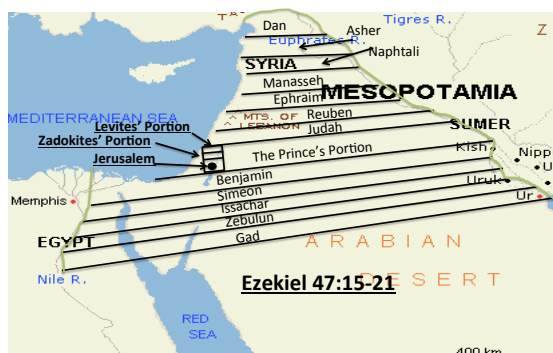 T A
Dan
Asher
Tigres R.
Z
Euphrates R.
Naphtali
SYRIA
Manasseh
MESOPOTAMIA
Ephraim
MEDITERRANEAN SEA
MTS. OF
LEBANON
Reuben
Levites' Portion
Judah
SUMER
Zadokites' Portion
The Prince's Portion
Kish
Jerusalem
Nipp
Benjamin
U
Simeon
Uruk
Memphis
Issachar
Ur
Zebulun
EGYPT
Gad
ARABIAN
Nile R.
Ezekiel 47:15-21
DESERT
RED
SEA
400 km